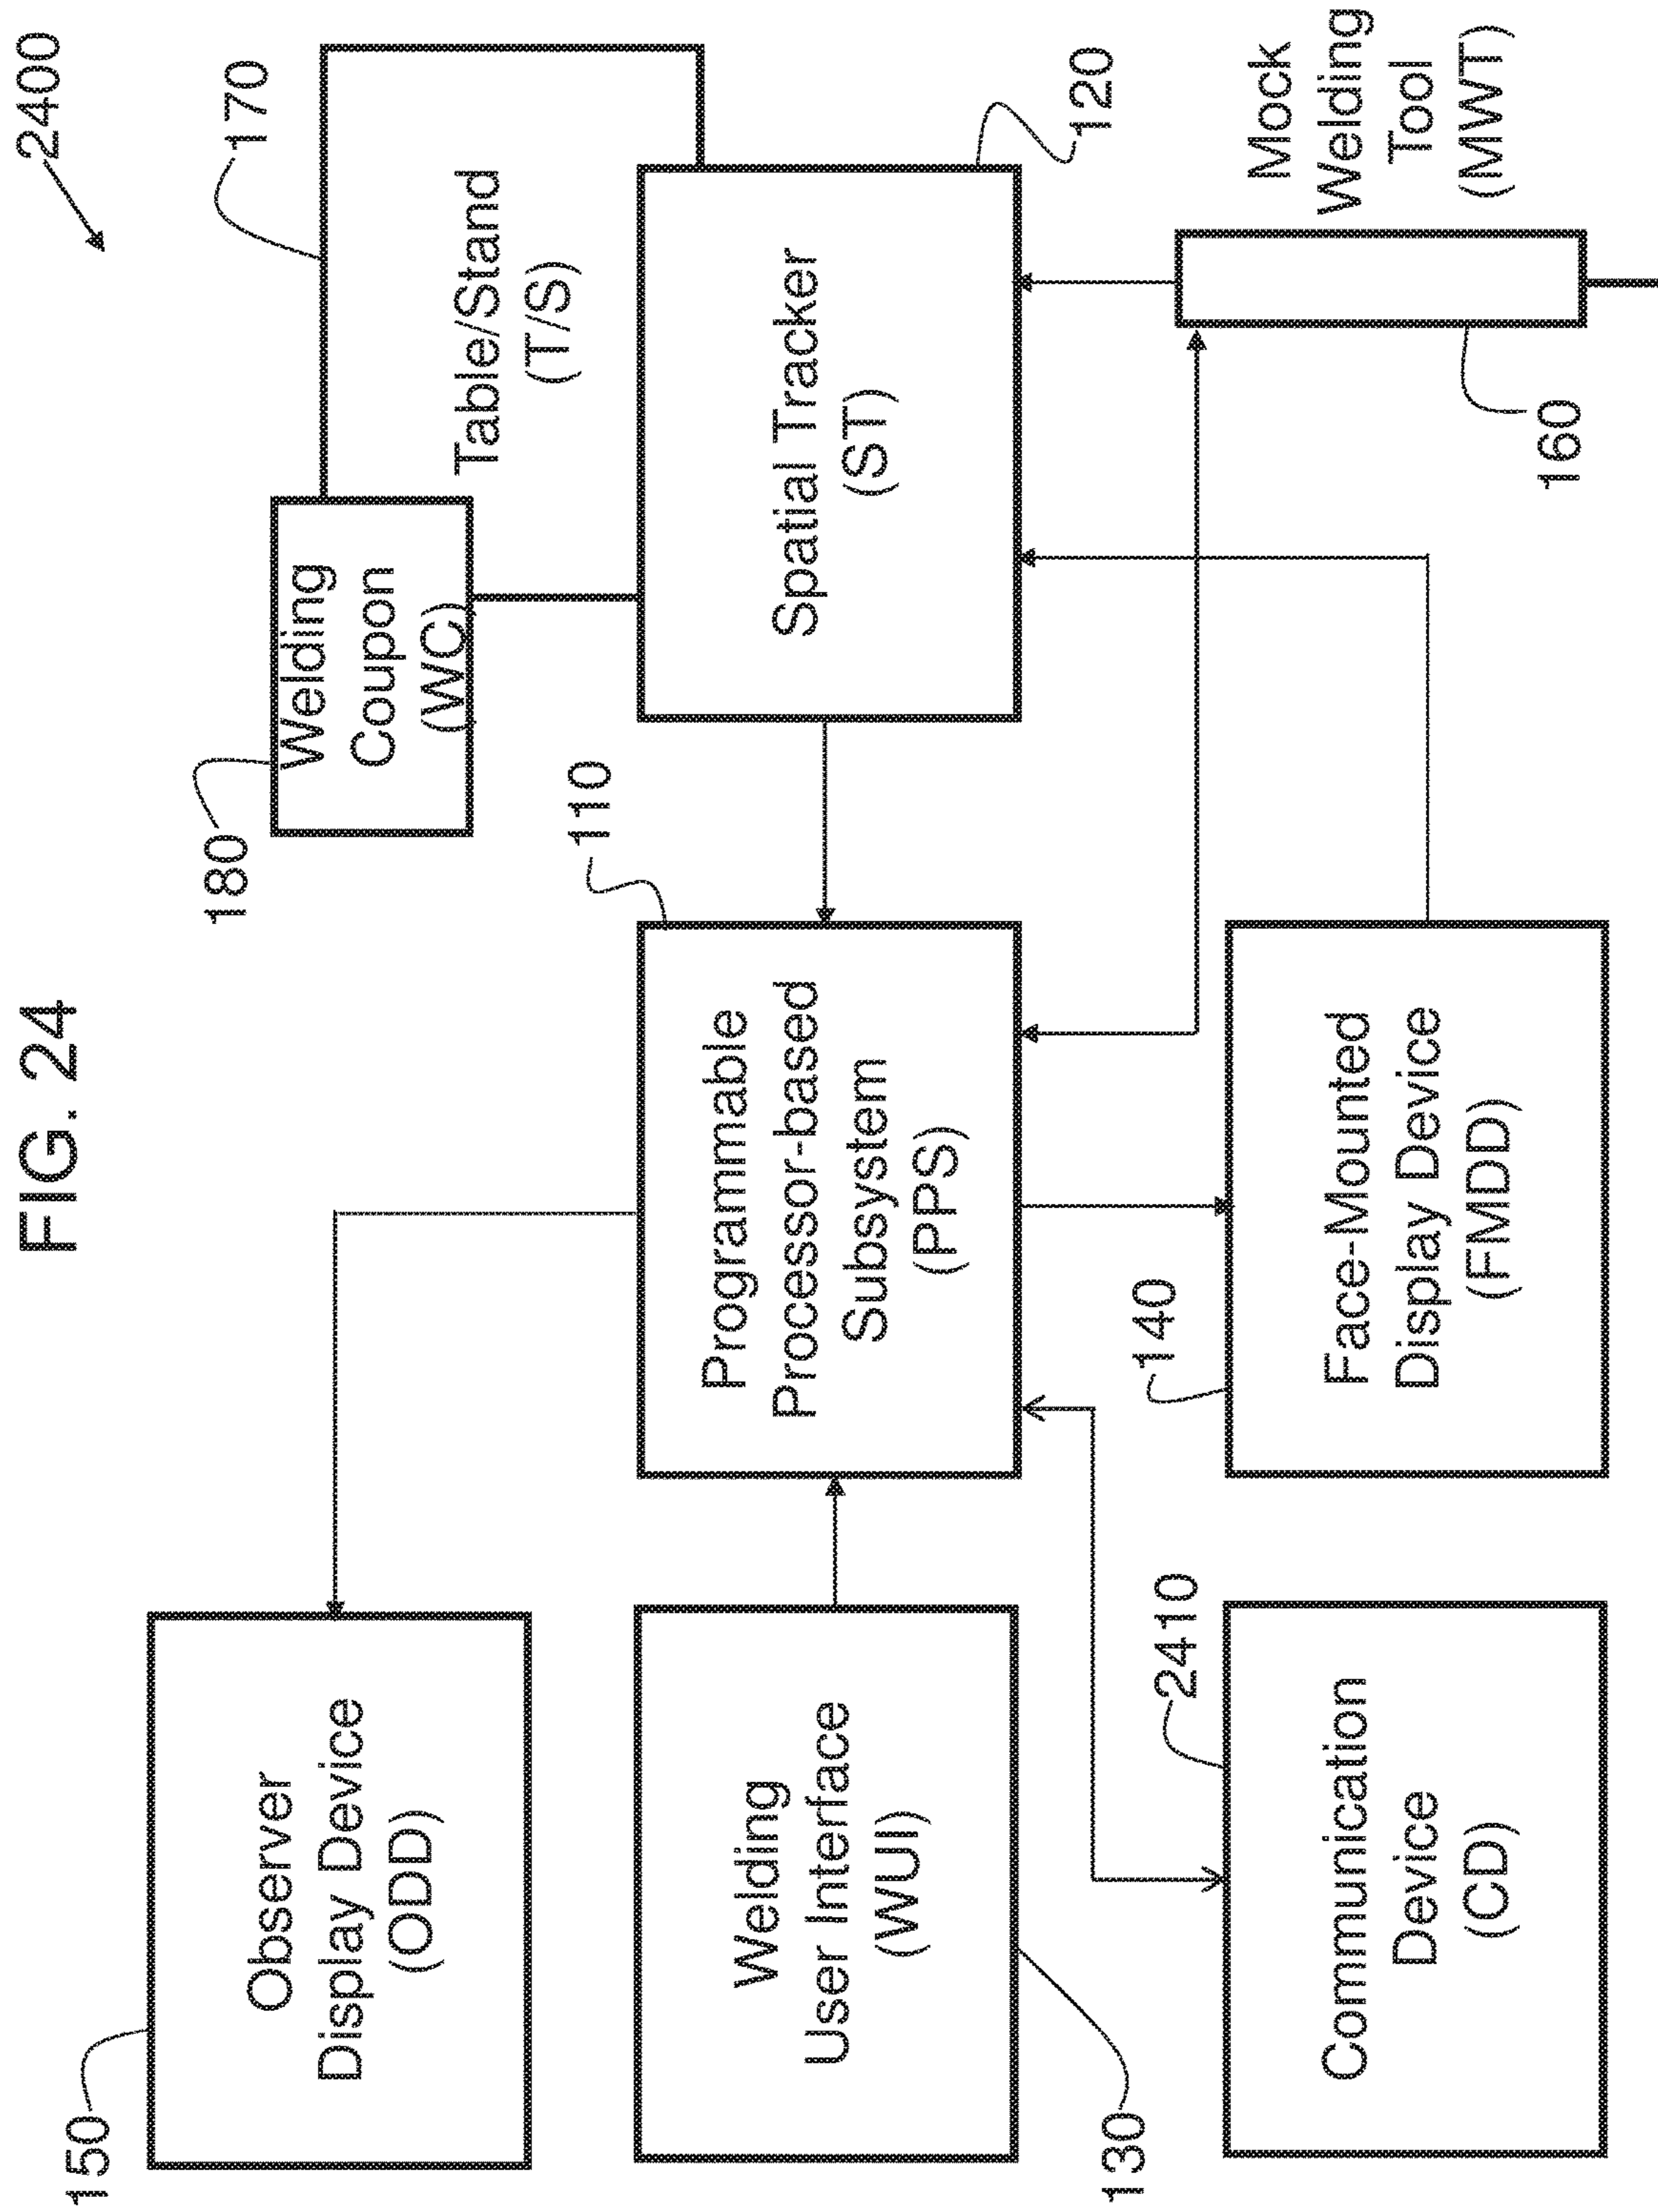 FIG. 24
2400
150
Observer
Display Device
(ODD)
180
Welding
Coupon
(WC)
170
Table/Stand
(T/S)
110
Welding
User Interface
(WUI)
130
Programmable
Processor-based
Subsystem
(PPS)
Spatial Tracker
(ST)
120
2410
Communication
Device
(CD)
140
Face-Mounted
Display Device
(FMDD)
160
Mock
Welding
Tool
(MWT)